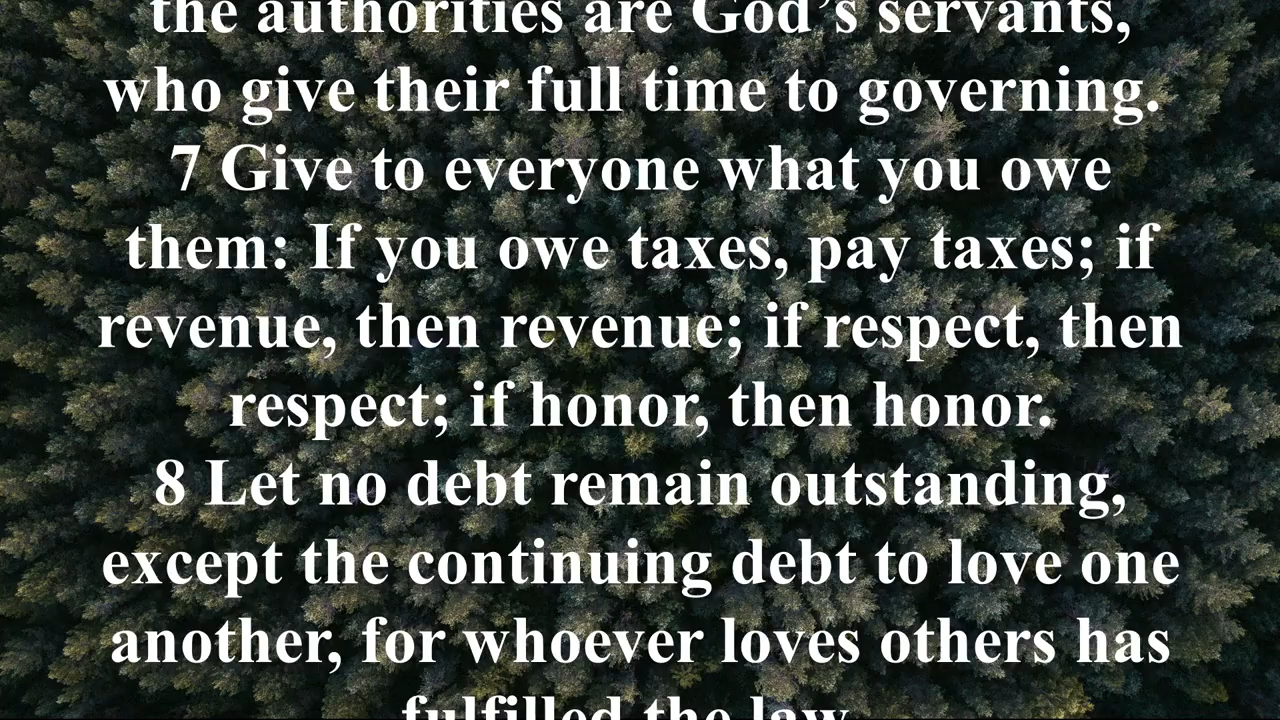 the authorities are God’s servants,
who give their full time to governing.
7 Give to everyone what you owe
them: If you owe taxes, pay taxes; if
revenue, then revenue; if respect, then
respect; if honor, then honor.
8 Let no debt remain outstanding,
except the continuing debt to love one
another, for whoever loves others has
fulfilled the law.